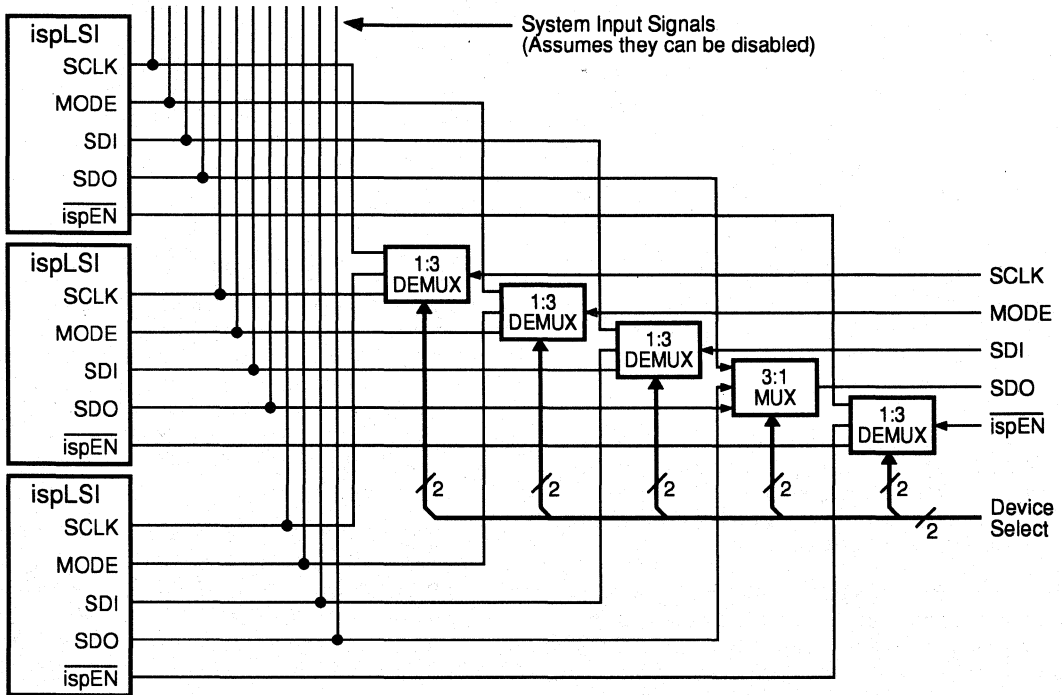 System Input Signals
(Assumes they can be disabled)
ispLSI
SCLK
MODE
SDI
SDO
ispEN
ispLSI
SCLK
MODE
SDI
SDO
ispEN
ispLSI
SCLK
MODE
SDI
SDO
ispEN
1:3
DEMUX
1:3
DEMUX
1:3
DEMUX
3:1
MUX
1:3
DEMUX
SCLK
MODE
SDI
SDO
ispEN
2
2
2
2
2
2
Device
Select